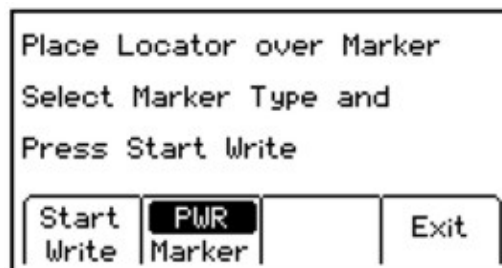 Place Locator over Marker
Select Marker Type and
Press Start Write
Start Write
PWR Marker
Exit